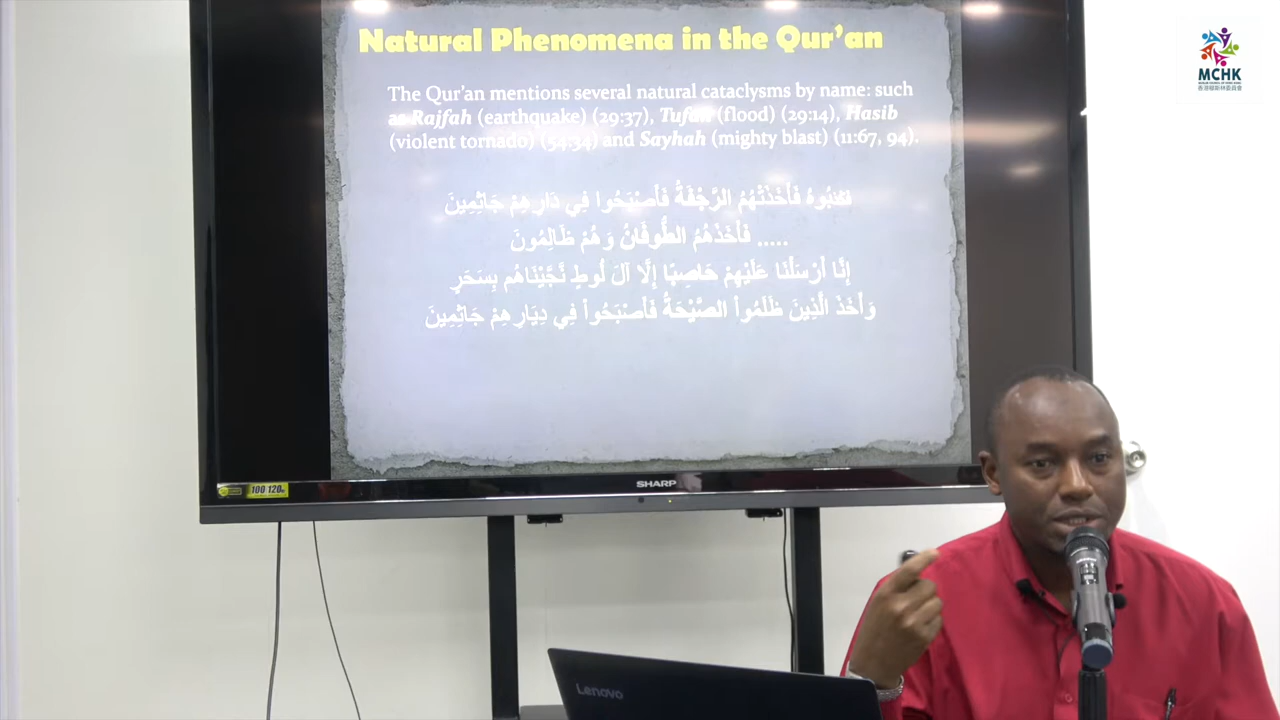 Natural Phenomena in the Qur'an
The Qur'an mentions several natural cataclysms by name: such
as Rajfah (earthquake) (29:37), Tufan (flood) (29:14), Hasib
(violent tornado) (54:34) and Sayhah (mighty blast) (11:67, 94).
فَأَخَذَتْهُمُ الرَّجْفَةُ فَأَصْبَحُوا فِي دَارِهِمْ جَاثِمِينَ
..... فَأَخَذَهُمُ الطُّوفَانُ وَهُمْ ظَالِمُونَ
إِنَّا أَرْسَلْنَا عَلَيْهِمْ حَاصِبًا إِلَّا آلَ لُوطٍ نَّجَّيْنَاهُم بِسَحَرٍ
وَأَخَذَ الَّذِينَ ظَلَمُواْ الصَّيْحَةُ فَأَصْبَحُواْ فِي دِيَارِهِمْ جَاثِمِينَ
MCHK
SHARP
100 120
Lenovo